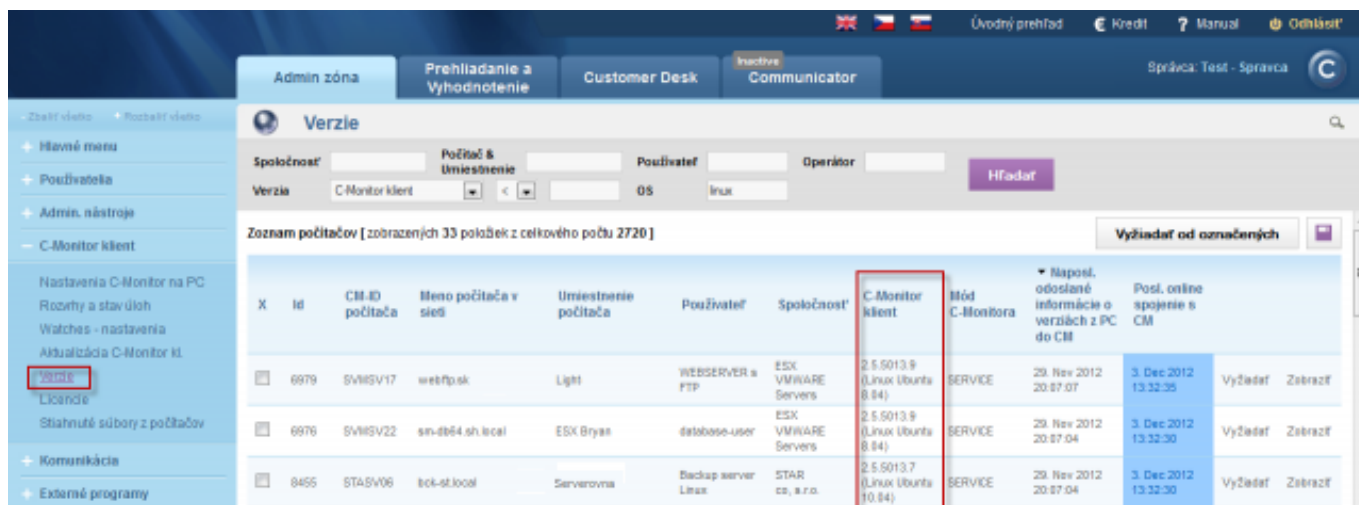 Úvodný prehľad € Kredit ? Manual Odhlásiť
Admin zóna
Prehliadanie a
Vyhodnotenie
Customer Desk
Inactive
Communicator
Správca: Test - Spravca
- Zbaliť všetko + Rozbaliť všetko
+ Hlavné menu
+ Používatelia
+ Admin. nástroje
− C-Monitor klient
Nastavenia C-Monitor na PC
Rozvrhy a stav úloh
Watches - nastavenia
Aktualizácia C-Monitor kl.
Verzie
Licencie
Stiahnuté súbory z počítačov
+ Komunikácia
+ Externé programy
Verzie
Spoločnosť
Počítač &
Umiestnenie
Používateľ
Operátor
Verzia C-Monitor klient < OS linux
Hľadať
Zoznam počítačov [ zobrazených 33 položiek z celkového počtu 2720 ]
Vyžiadať od označených
X
Id
CM-ID
počítača
Meno počítača v
sieti
Umiestnenie
počítača
Používateľ
Spoločnosť
C-Monitor
klient
Mód
C-Monitora
Naposl.
odoslané
informácie o
verziách z PC
do CM
Posl. online
spojenie s
CM
6979
SVMSV17
webftp.sk
Light
WEBSERVER a
FTP
ESX
VMWARE
Servers
2.5.5013.9
(Linux Ubuntu
8.04)
SERVICE
29. Nov 2012
20:07:07
3. Dec 2012
13:32:35
Vyžiadať
Zobraziť
6976
SVMSV22
sm-db64.sh.local
ESX Bryan
database-user
ESX
VMWARE
Servers
2.5.5013.9
(Linux Ubuntu
8.04)
SERVICE
29. Nov 2012
20:07:04
3. Dec 2012
13:32:30
Vyžiadať
Zobraziť
8455
STASV06
bck-st.local
Serverovna
Backup server
Linux
STAR
co, s.r.o.
2.5.5013.7
(Linux Ubuntu
10.04)
SERVICE
29. Nov 2012
20:07:04
3. Dec 2012
13:32:30
Vyžiadať
Zobraziť